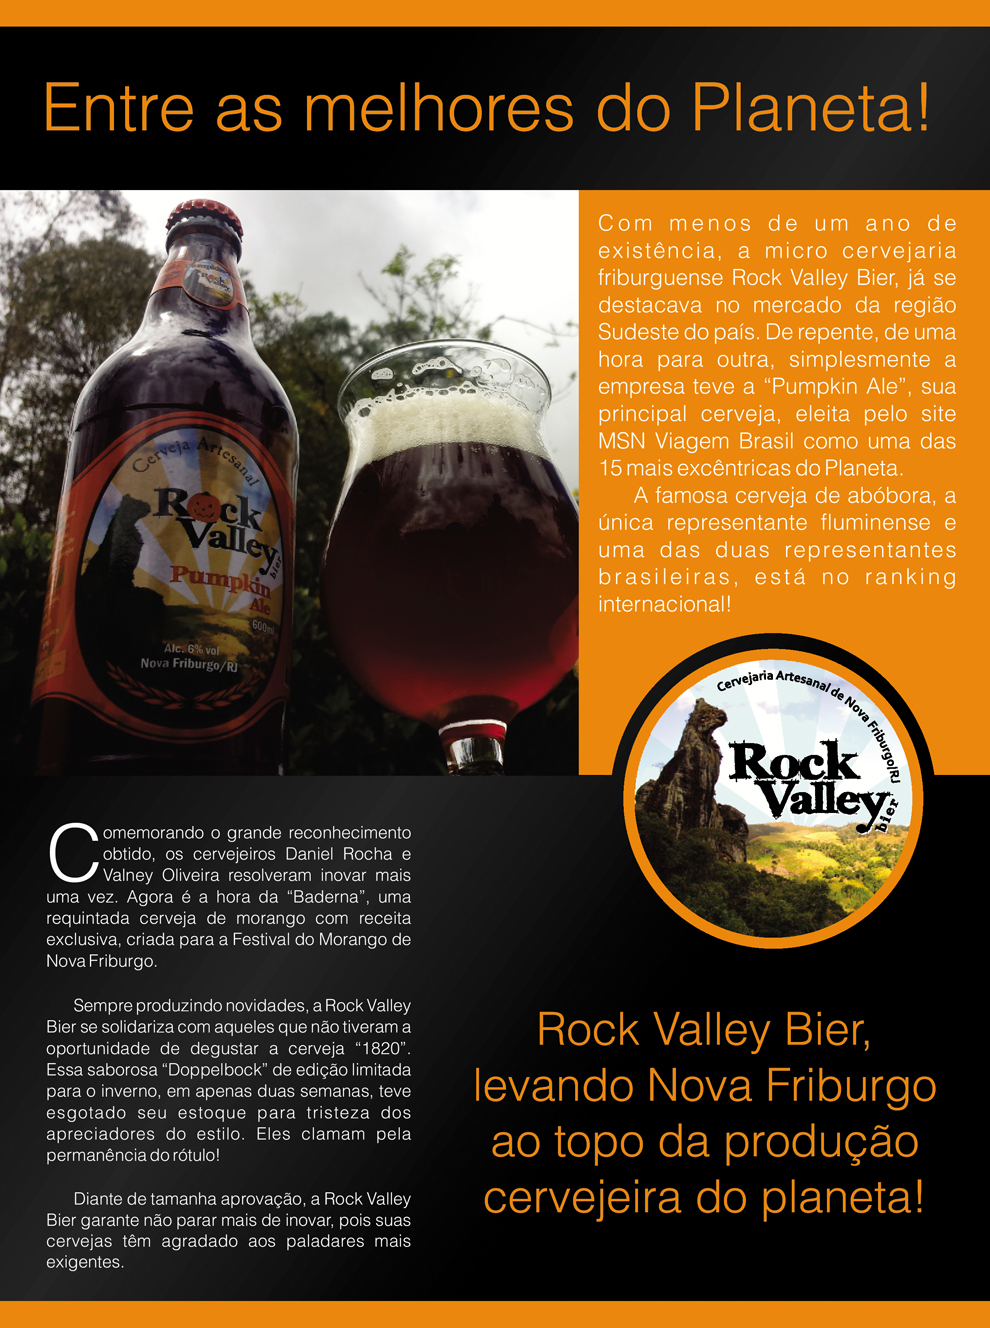 Entre as melhores do Planeta!
Com menos de um ano de
existência, a micro cervejaria
friburguense Rock Valley Bier, já se
destacava no mercado da região
Sudeste do país. De repente, de uma
hora para outra, simplesmente a
empresa teve a “Pumpkin Ale”, sua
principal cerveja, eleita pelo site
MSN Viagem Brasil como uma das
15 mais excêntricas do Planeta.
A famosa cerveja de abóbora, a
única representante fluminense e
uma das duas representantes
brasileiras, está no ranking
internacional!
Pumpkin
Rock
Valley
Cerveja Artesanal
Rock
Valley
bier
Pumpkin
Ale
600ml
Alc. 6% vol
Nova Friburgo/RJ
Cervejaria Artesanal de Nova Friburgo/RJ
Rock
Valley
bier
Comemorando o grande reconhecimento
obtido, os cervejeiros Daniel Rocha e
Valney Oliveira resolveram inovar mais
uma vez. Agora é a hora da “Baderna”, uma
requintada cerveja de morango com receita
exclusiva, criada para a Festival do Morango de
Nova Friburgo.
Sempre produzindo novidades, a Rock Valley
Bier se solidariza com aqueles que não tiveram a
oportunidade de degustar a cerveja “1820”.
Essa saborosa “Doppelbock” de edição limitada
para o inverno, em apenas duas semanas, teve
esgotado seu estoque para tristeza dos
apreciadores do estilo. Eles clamam pela
permanência do rótulo!
Diante de tamanha aprovação, a Rock Valley
Bier garante não parar mais de inovar, pois suas
cervejas têm agradado aos paladares mais
exigentes.
Rock Valley Bier,
levando Nova Friburgo
ao topo da produção
cervejeira do planeta!